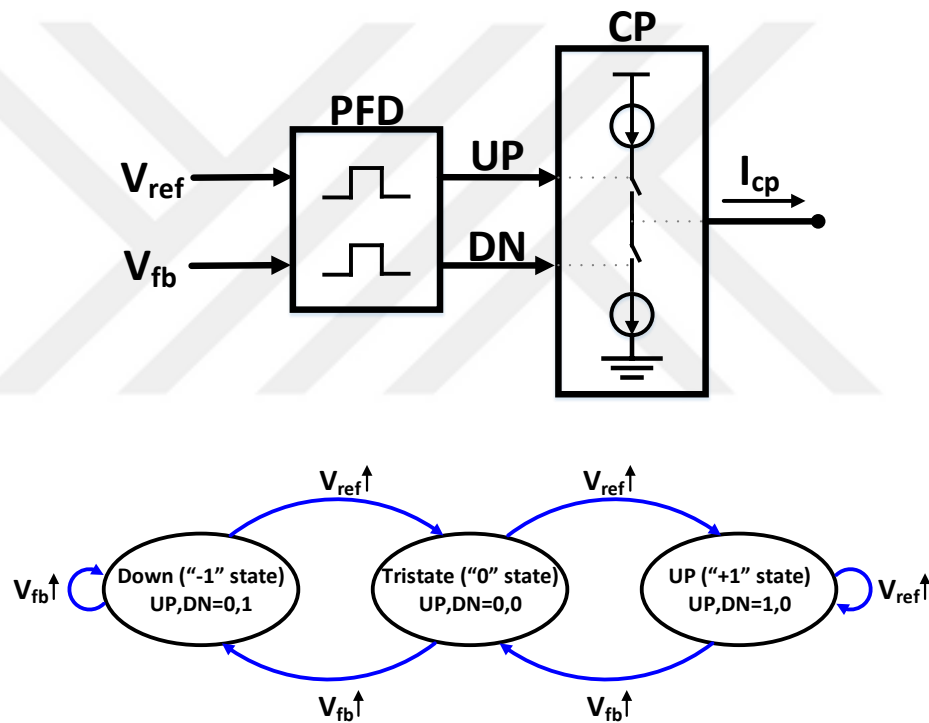 CP
PFD
UP
V_ref
I_cp
DN
V_fb
V_ref↑
V_ref↑
Down (“-1” state)
UP,DN=0,1
Tristate (“0” state)
UP,DN=0,0
UP (“+1” state)
UP,DN=1,0
V_fb↑
V_ref↑
V_fb↑
V_fb↑